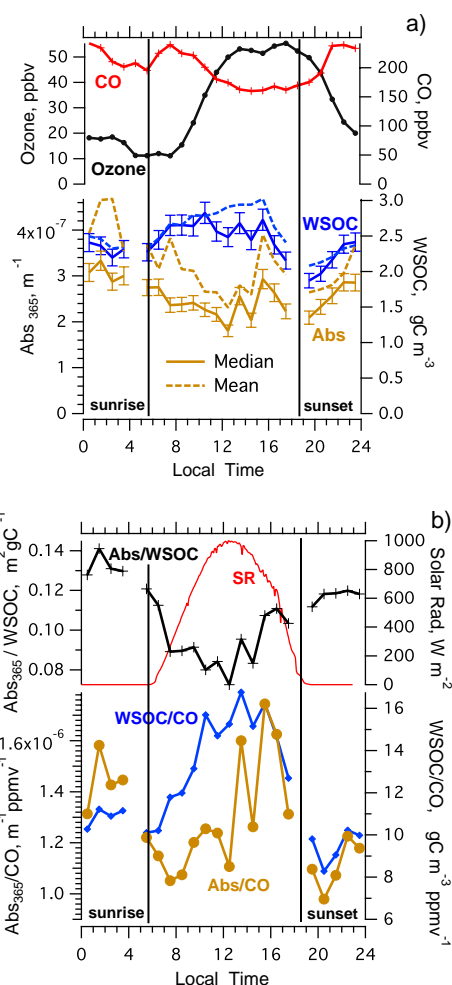 a)
50
40
30
20
10
0
Ozone, ppbv
CO
Ozone
200
150
100
50
0
CO, ppbv
4x10-7
3
2
1
0
Abs 365, m-1
WSOC
Abs
Median
Mean
sunrise
sunset
3.0
2.5
2.0
1.5
1.0
0.5
0.0
WSOC, gC m-3
0 4 8 12 16 20 24
Local Time
b)
0.14
0.12
0.10
0.08
Abs365 / WSOC, m2gC-1
Abs/WSOC
SR
1000
800
600
400
200
0
Solar Rad, W m-2
1.6x10-6
1.4
1.2
1.0
Abs365/CO, m-1 ppmv-1
WSOC/CO
Abs/CO
sunrise
sunset
16
14
12
10
8
6
WSOC/CO, gC m-3 ppmv-1
0 4 8 12 16 20 24
Local Time